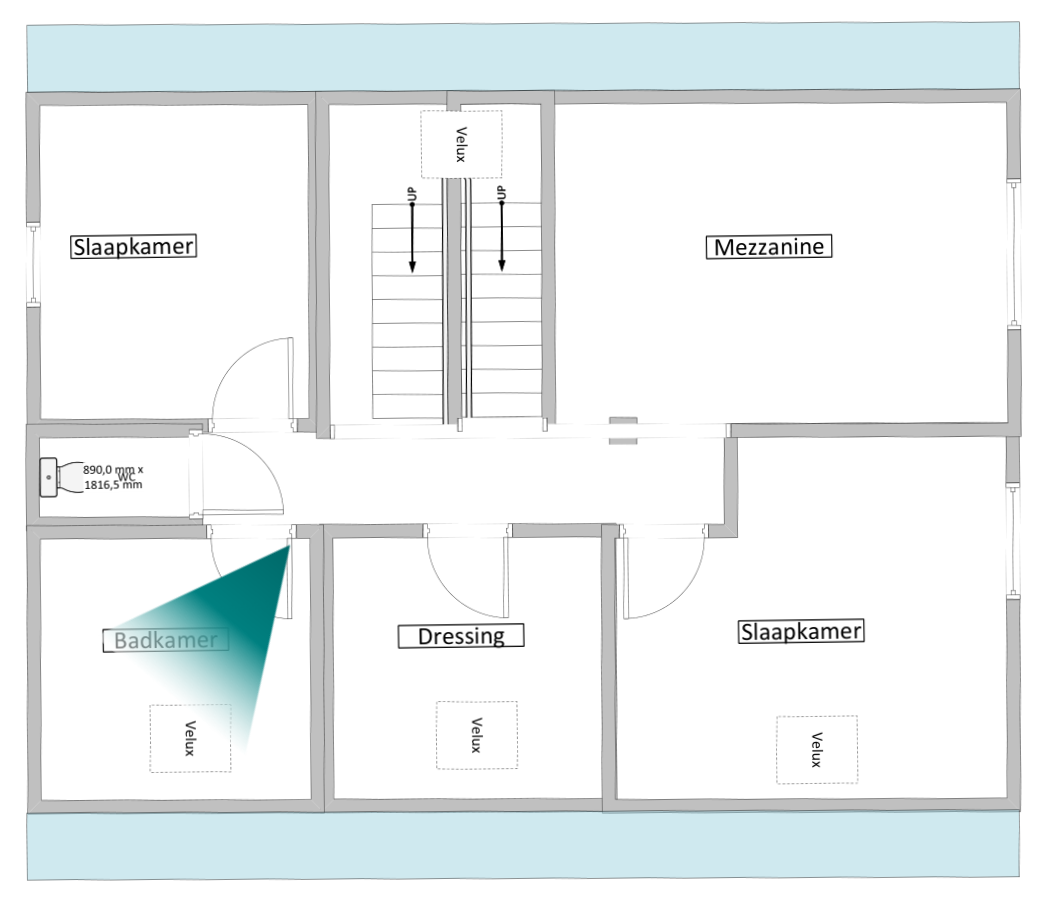 Velux
UP
UP
Slaapkamer
Mezzanine
890,0 mm x
WC
1816,5 mm
Badkamer
Dressing
Slaapkamer
Velux
Velux
Velux